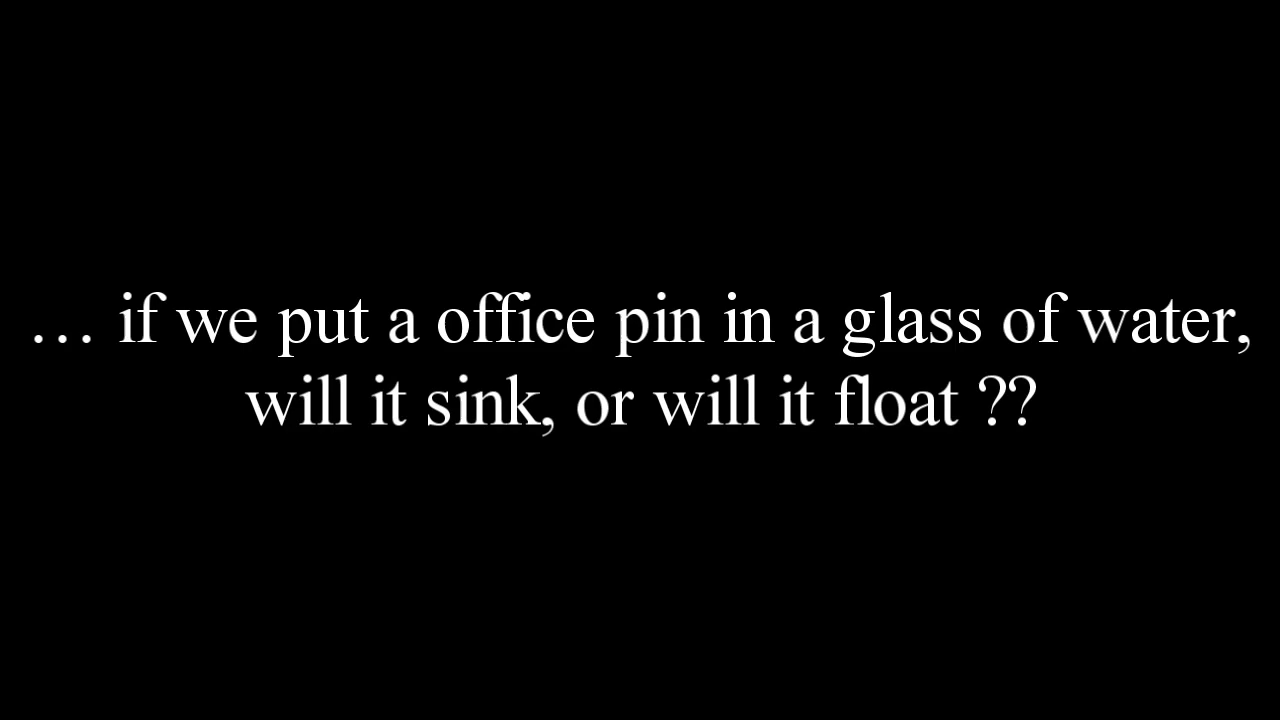 … if we put a office pin in a glass of water,
will it sink, or will it float ??